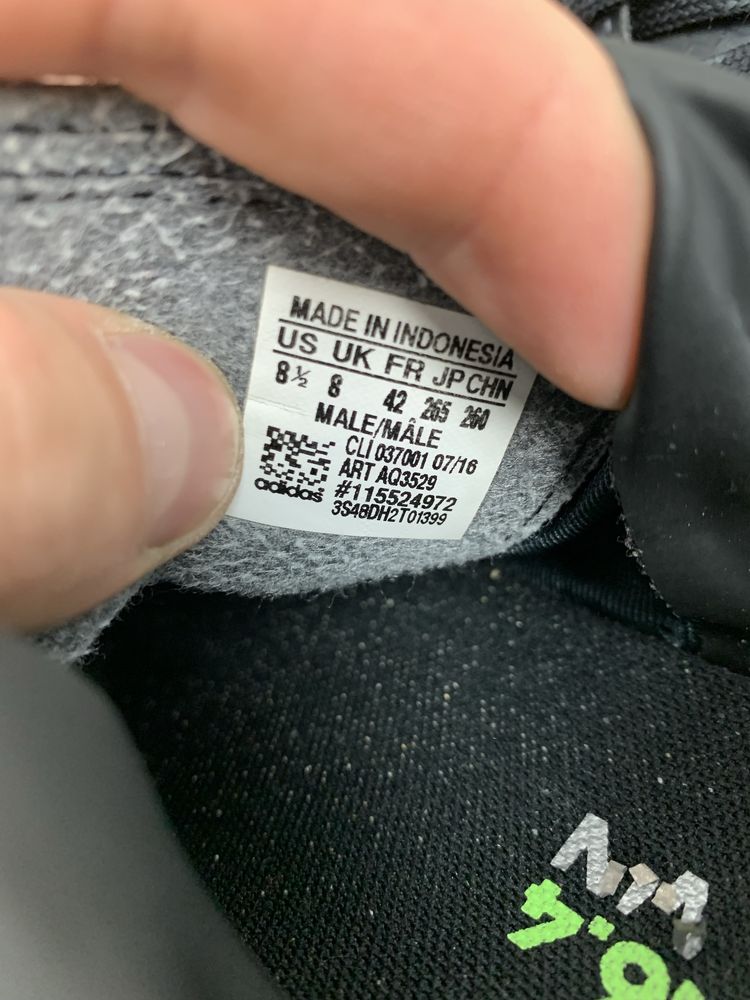 MADE IN INDONESIA
US UK FR JP CHN
8½ 8 42 265 260
MALE/MÂLE
CLI 037001 07/16
ART AQ3529
#115524972
3S48DH2T01399
adidas